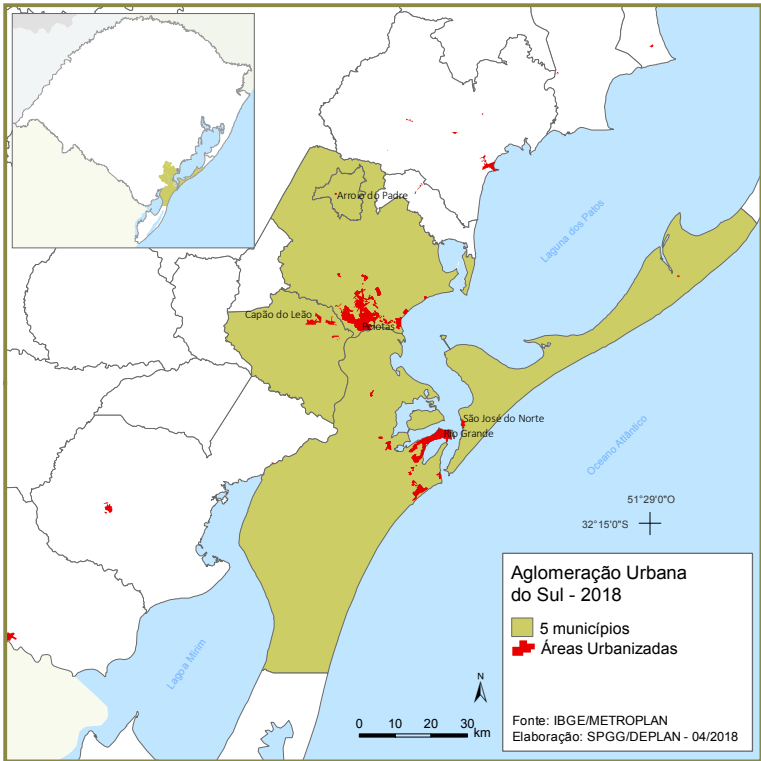 Arroio do Padre
Laguna dos Patos
Capão do Leão
Pelotas
São José do Norte
Rio Grande
Oceano Atlântico
51°29'0"O
32°15'0"S
Lagoa Mirim
Aglomeração Urbana
do Sul - 2018
5 municípios
Áreas Urbanizadas
N
0 10 20 30 km
Fonte: IBGE/METROPLAN
Elaboração: SPGG/DEPLAN - 04/2018